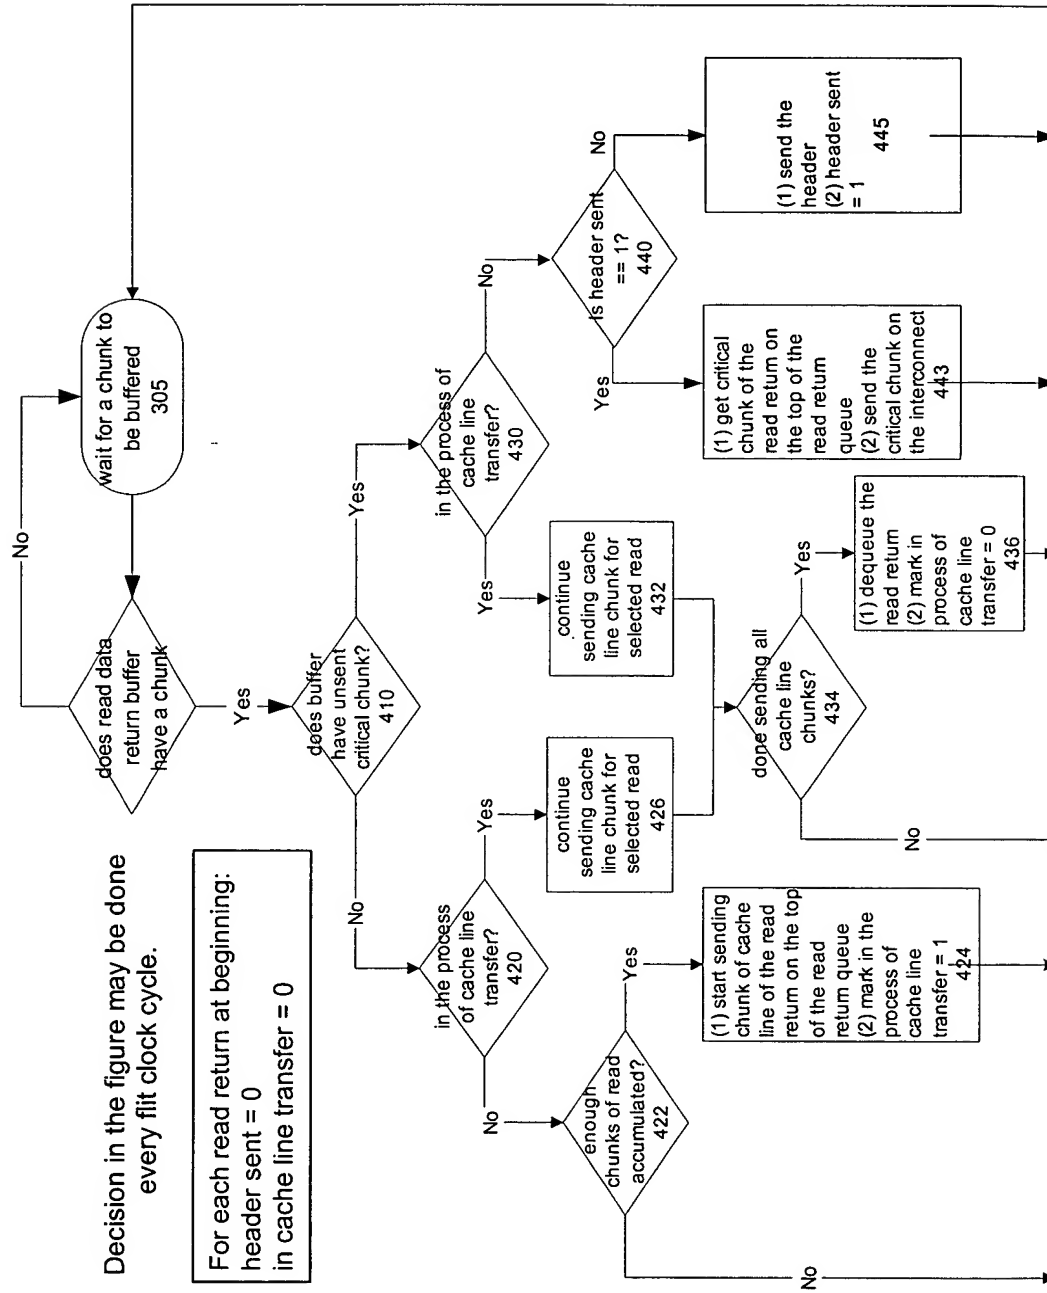 Decision in the figure may be done
every flit clock cycle.
For each read return at beginning:
header sent = 0
in cache line transfer = 0
No
does read data
return buffer
have a chunk
wait for a chunk to
be buffered
305
Yes
does buffer
have unsent
critical chunk?
410
No
Yes
in the process
of cache line
transfer?
420
in the process of
cache line
transfer?
430
No
Yes
Yes
No
enough
chunks of read
accumulated?
422
continue
sending cache
line chunk for
selected read
426
continue
sending cache
line chunk for
selected read
432
Is header sent
== 1?
440
Yes
Yes
No
(1) start sending
chunk of cache
line of the read
return on the top
of the read
return queue
(2) mark in the
process of
cache line
transfer = 1
424
done sending all
cache line
chunks?
434
Yes
(1) get critical
chunk of the
read return on
the top of the
read return
queue
(2) send the
critical chunk on
the interconnect
443
(1) send the
header
(2) header sent
= 1
445
No
No
(1) dequeue the
read return
(2) mark in
process of
cache line
transfer = 0
436